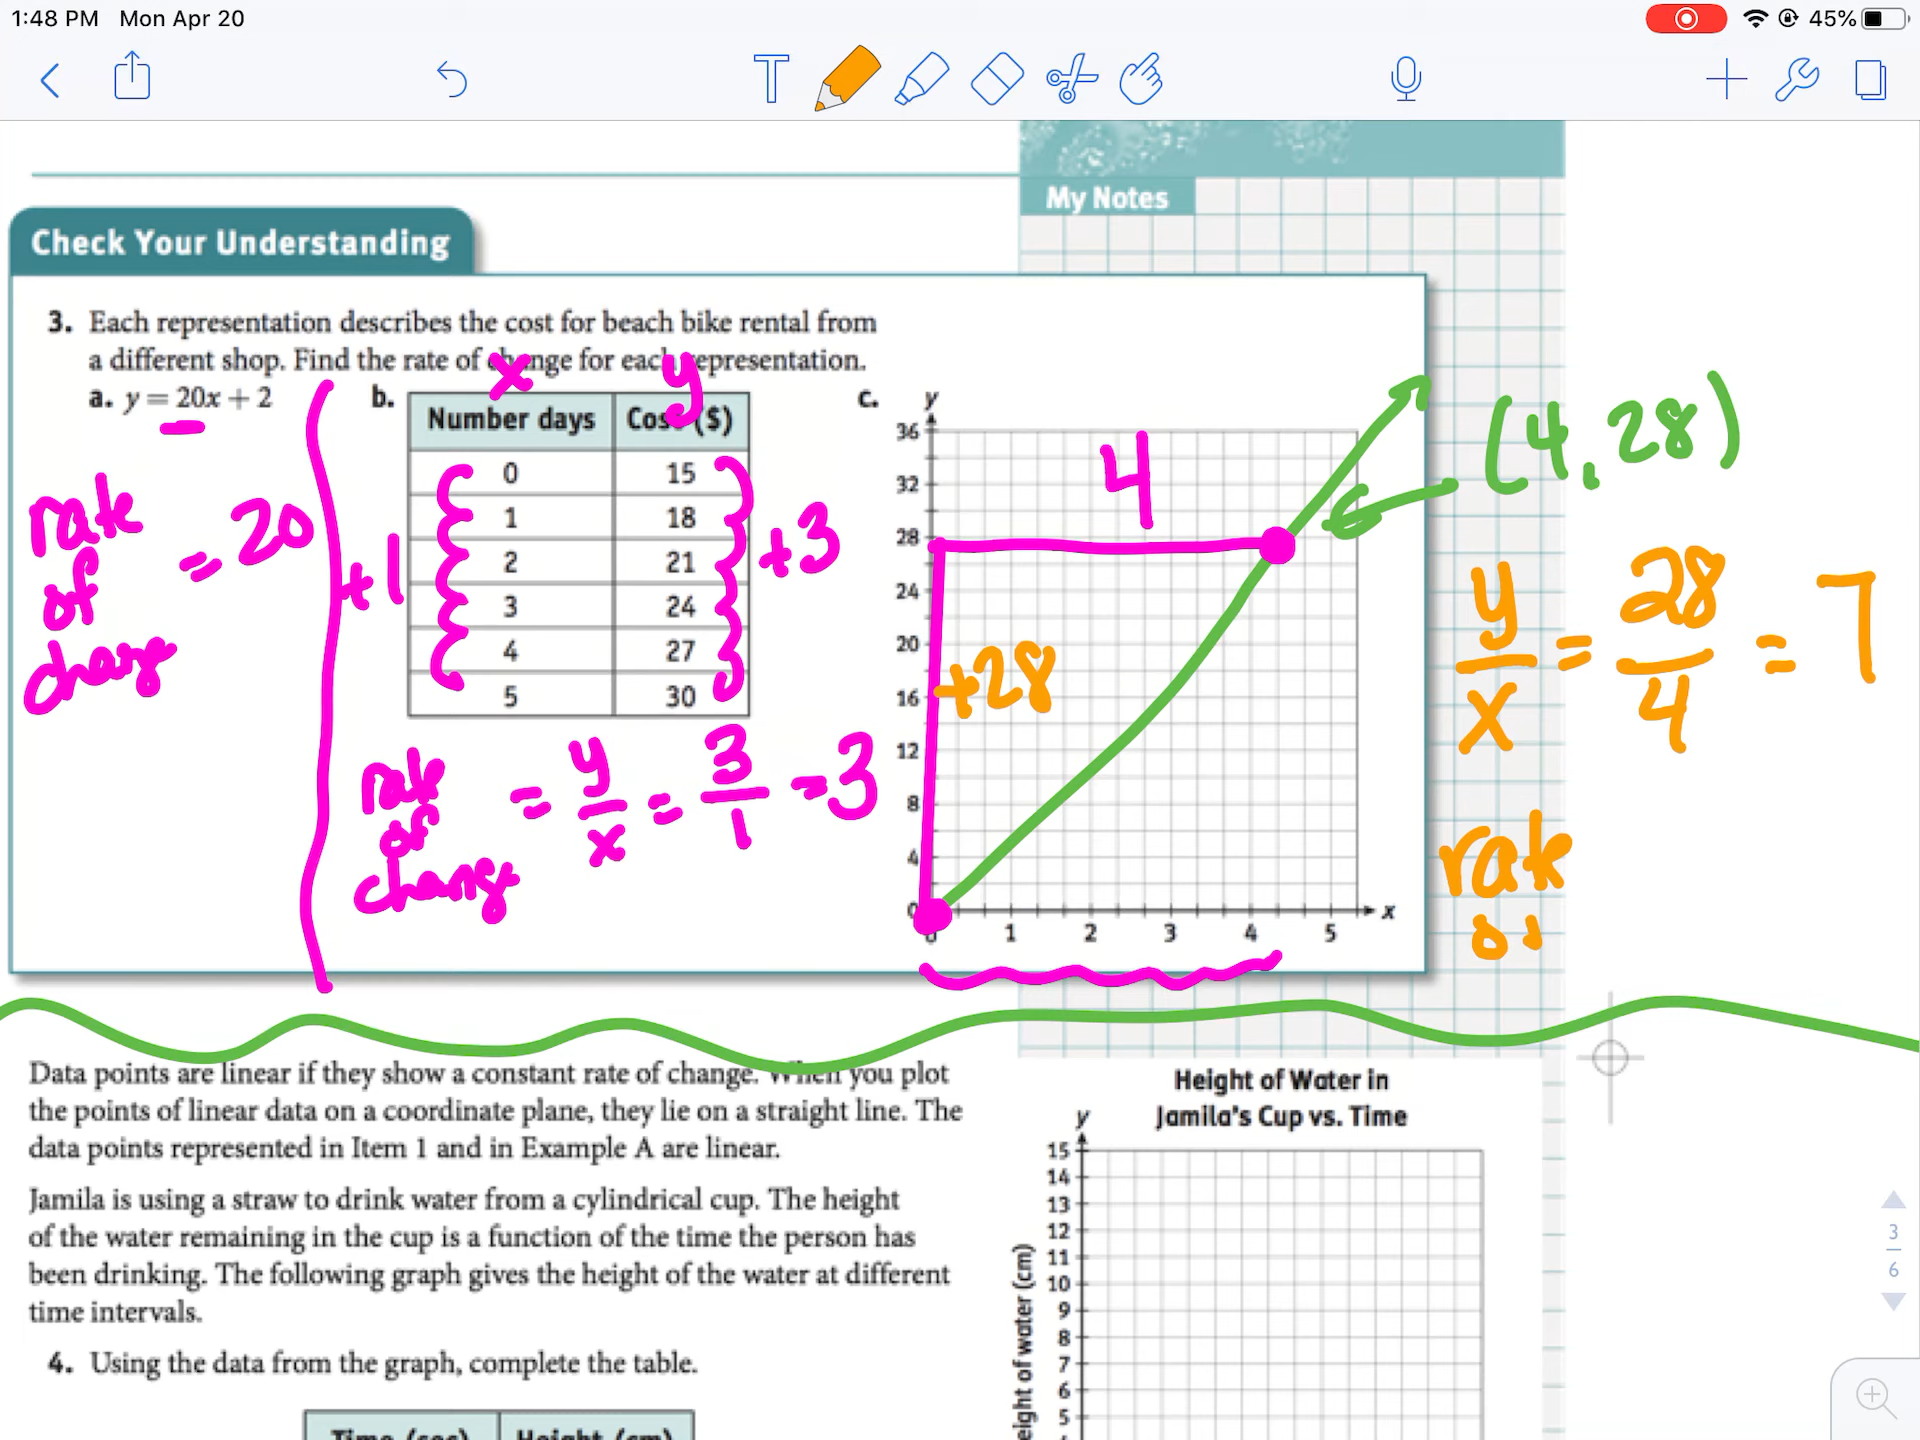 1:48 PM Mon Apr 20
45%
T
My Notes
Check Your Understanding
3. Each representation describes the cost for beach bike rental from
a different shop. Find the rate of change for each representation.
a. y = 20x + 2
rate
of
change
= 20
b.
x y
Number days Cost ($)
0 15
1 18
2 21
3 24
4 27
5 30
+1
+3
rate
of
change
= y/x = 3/1 = 3
c.
y
36
32
28
24
20
16
12
8
4
0
0 1 2 3 4 5 x
4
+28
(4,28)
y/x = 28/4 = 7
rate
Data points are linear if they show a constant rate of change. When you plot
the points of linear data on a coordinate plane, they lie on a straight line. The
data points represented in Item 1 and in Example A are linear.
Jamila is using a straw to drink water from a cylindrical cup. The height
of the water remaining in the cup is a function of the time the person has
been drinking. The following graph gives the height of the water at different
time intervals.
4. Using the data from the graph, complete the table.
Time (sec) Height (cm)
Height of Water in
Jamila's Cup vs. Time
y
15
14
13
12
11
10
9
8
7
6
5
eight of water (cm)
3
6